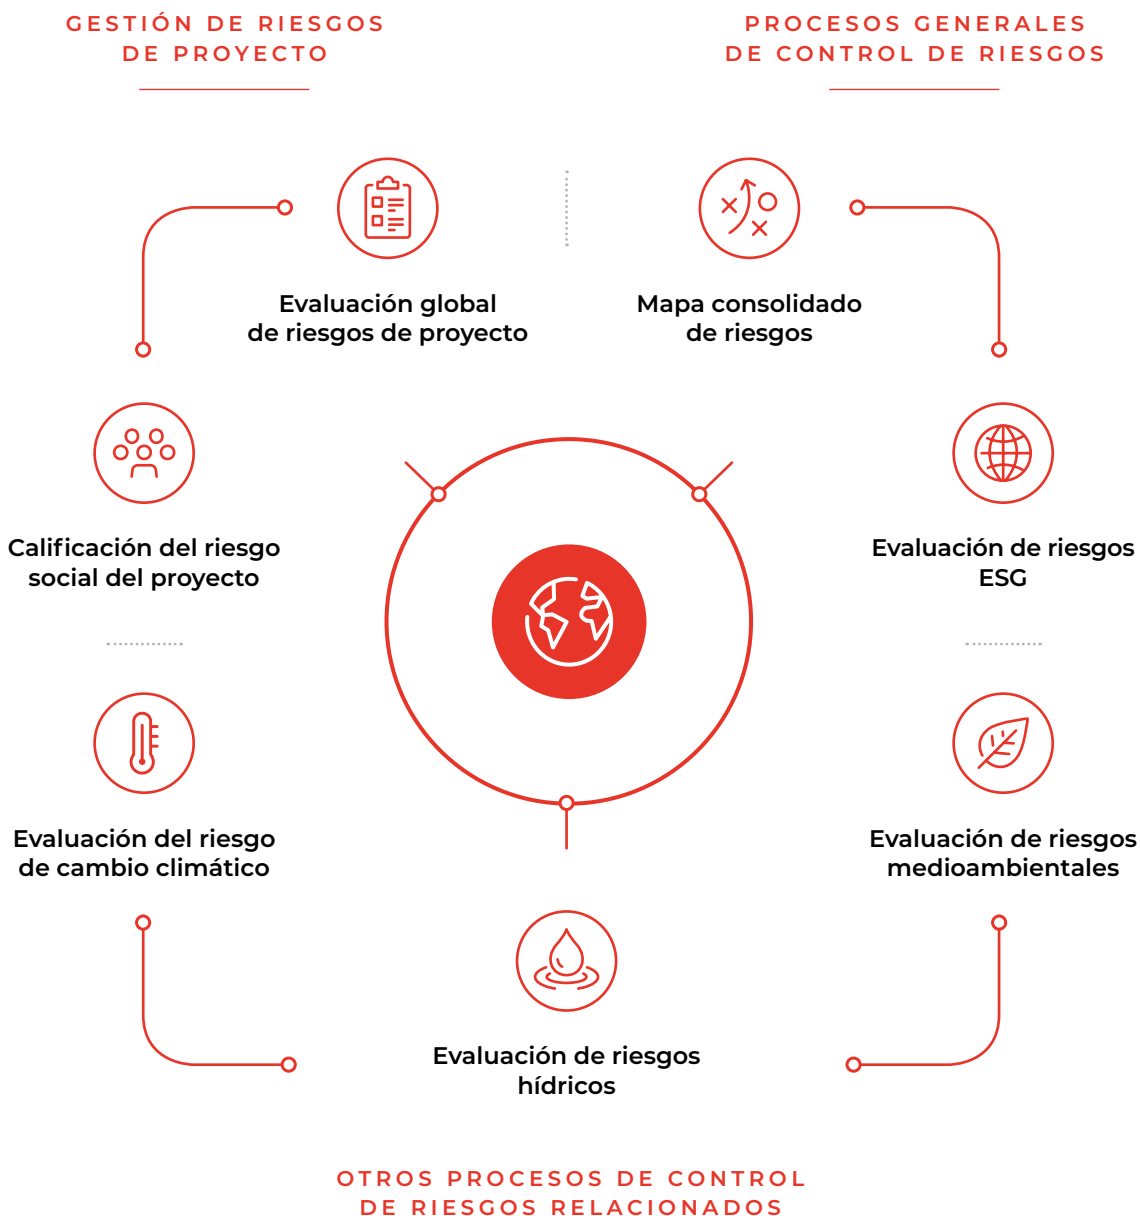 GESTIÓN DE RIESGOS
DE PROYECTO
PROCESOS GENERALES
DE CONTROL DE RIESGOS
Evaluación global
de riesgos de proyecto
Mapa consolidado
de riesgos
Calificación del riesgo
social del proyecto
Evaluación de riesgos
ESG
Evaluación del riesgo
de cambio climático
Evaluación de riesgos
medioambientales
Evaluación de riesgos
hídricos
OTROS PROCESOS DE CONTROL
DE RIESGOS RELACIONADOS